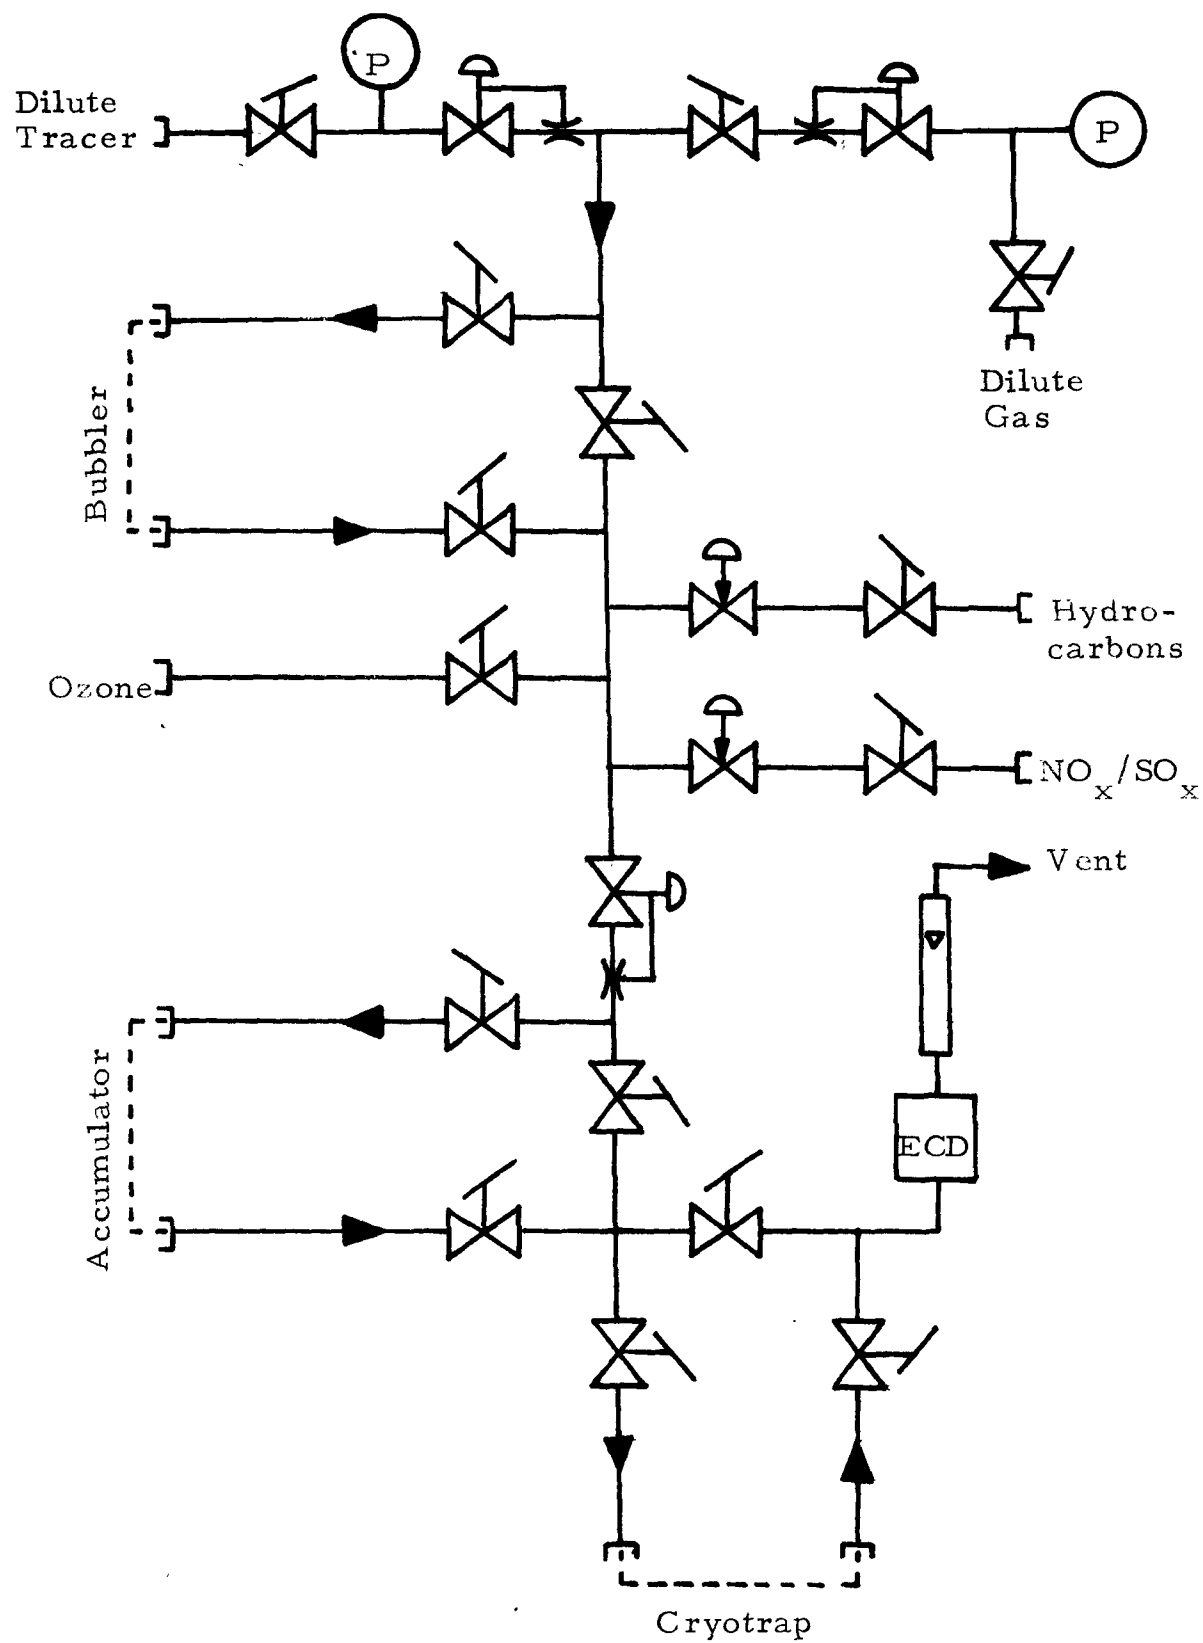 P
Dilute
Tracer
P
Dilute
Gas
Bubbler
Hydro-
carbons
Ozone
NOx/SOx
Vent
ECD
Accumulator
Cryotrap